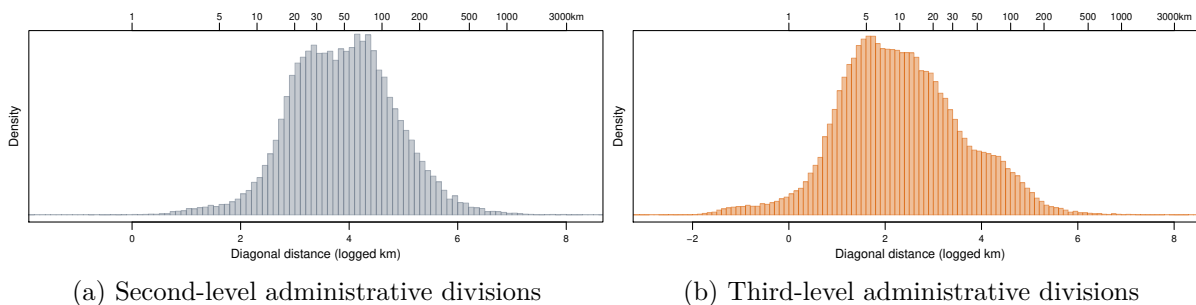 1 5 10 20 30 50 100 200 500 1000 3000km
Density
0 2 4 6 8
Diagonal distance (logged km)
(a) Second-level administrative divisions
1 5 10 20 30 50 100 200 500 1000 3000km
Density
−2 0 2 4 6 8
Diagonal distance (logged km)
(b) Third-level administrative divisions